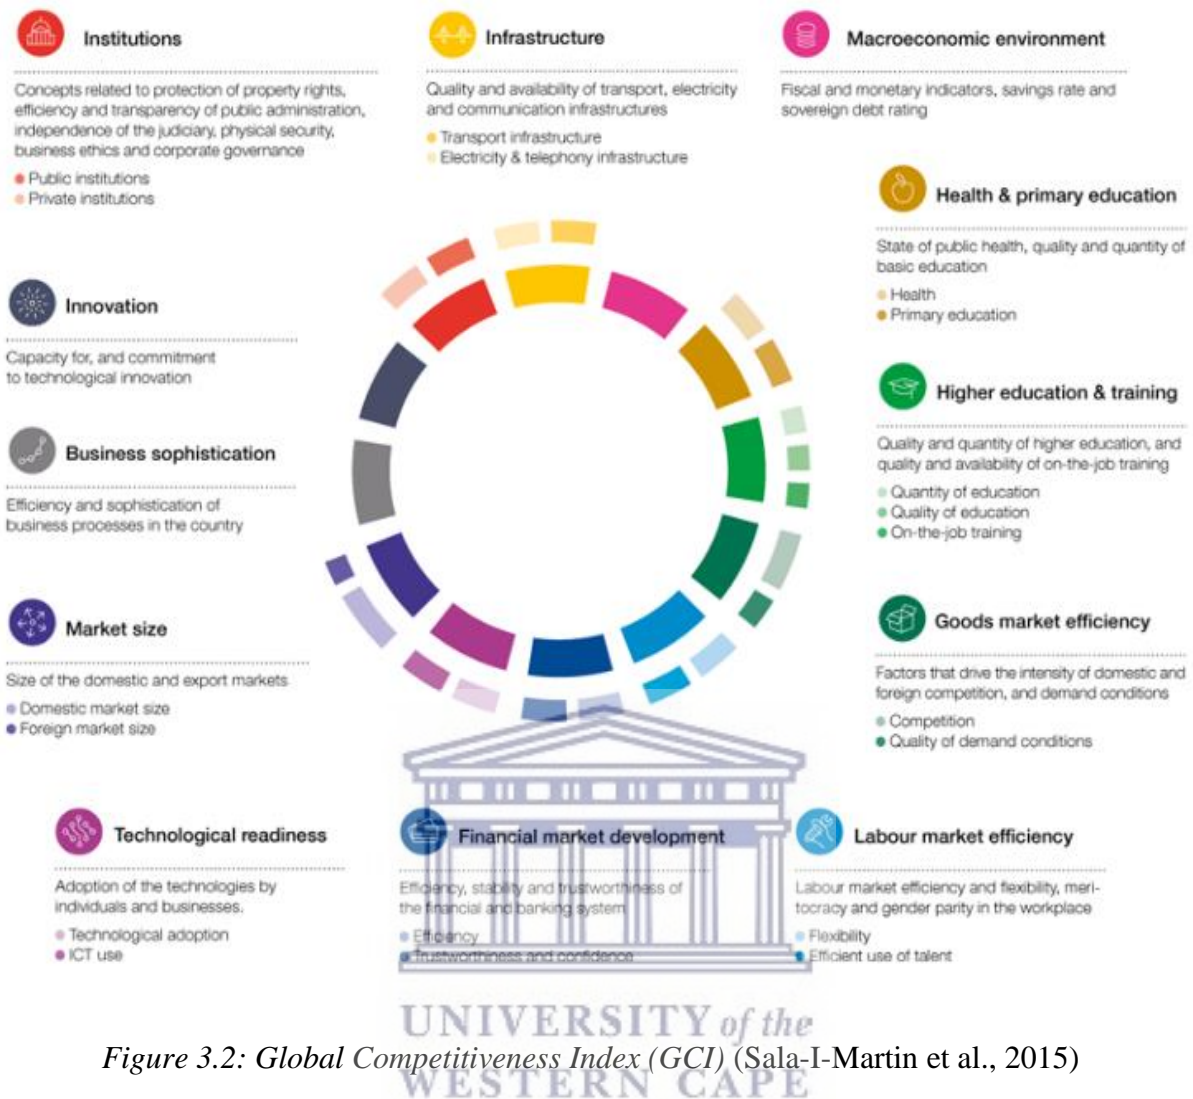 Institutions
Concepts related to protection of property rights,
efficiency and transparency of public administration,
independence of the judiciary, physical security,
business ethics and corporate governance
Public institutions
Private institutions
Infrastructure
Quality and availability of transport, electricity
and communication infrastructures
Transport infrastructure
Electricity & telephony infrastructure
Macroeconomic environment
Fiscal and monetary indicators, savings rate and
sovereign debt rating
Health & primary education
State of public health, quality and quantity of
basic education
Health
Primary education
Innovation
Capacity for, and commitment
to technological innovation
Higher education & training
Quality and quantity of higher education, and
quality and availability of on-the-job training
Quantity of education
Quality of education
On-the-job training
Business sophistication
Efficiency and sophistication of
business processes in the country
Market size
Size of the domestic and export markets
Domestic market size
Foreign market size
Goods market efficiency
Factors that drive the intensity of domestic and
foreign competition, and demand conditions
Competition
Quality of demand conditions
Technological readiness
Adoption of the technologies by
individuals and businesses.
Technological adoption
ICT use
Financial market development
Efficiency, stability and trustworthiness of
the financial and banking system
Efficiency
Trustworthiness and confidence
Labour market efficiency
Labour market efficiency and flexibility, meri-
tocracy and gender parity in the workplace
Flexibility
Efficient use of talent
UNIVERSITY of the
Figure 3.2: Global Competitiveness Index (GCI) (Sala-I-Martin et al., 2015)
WESTERN CAPE